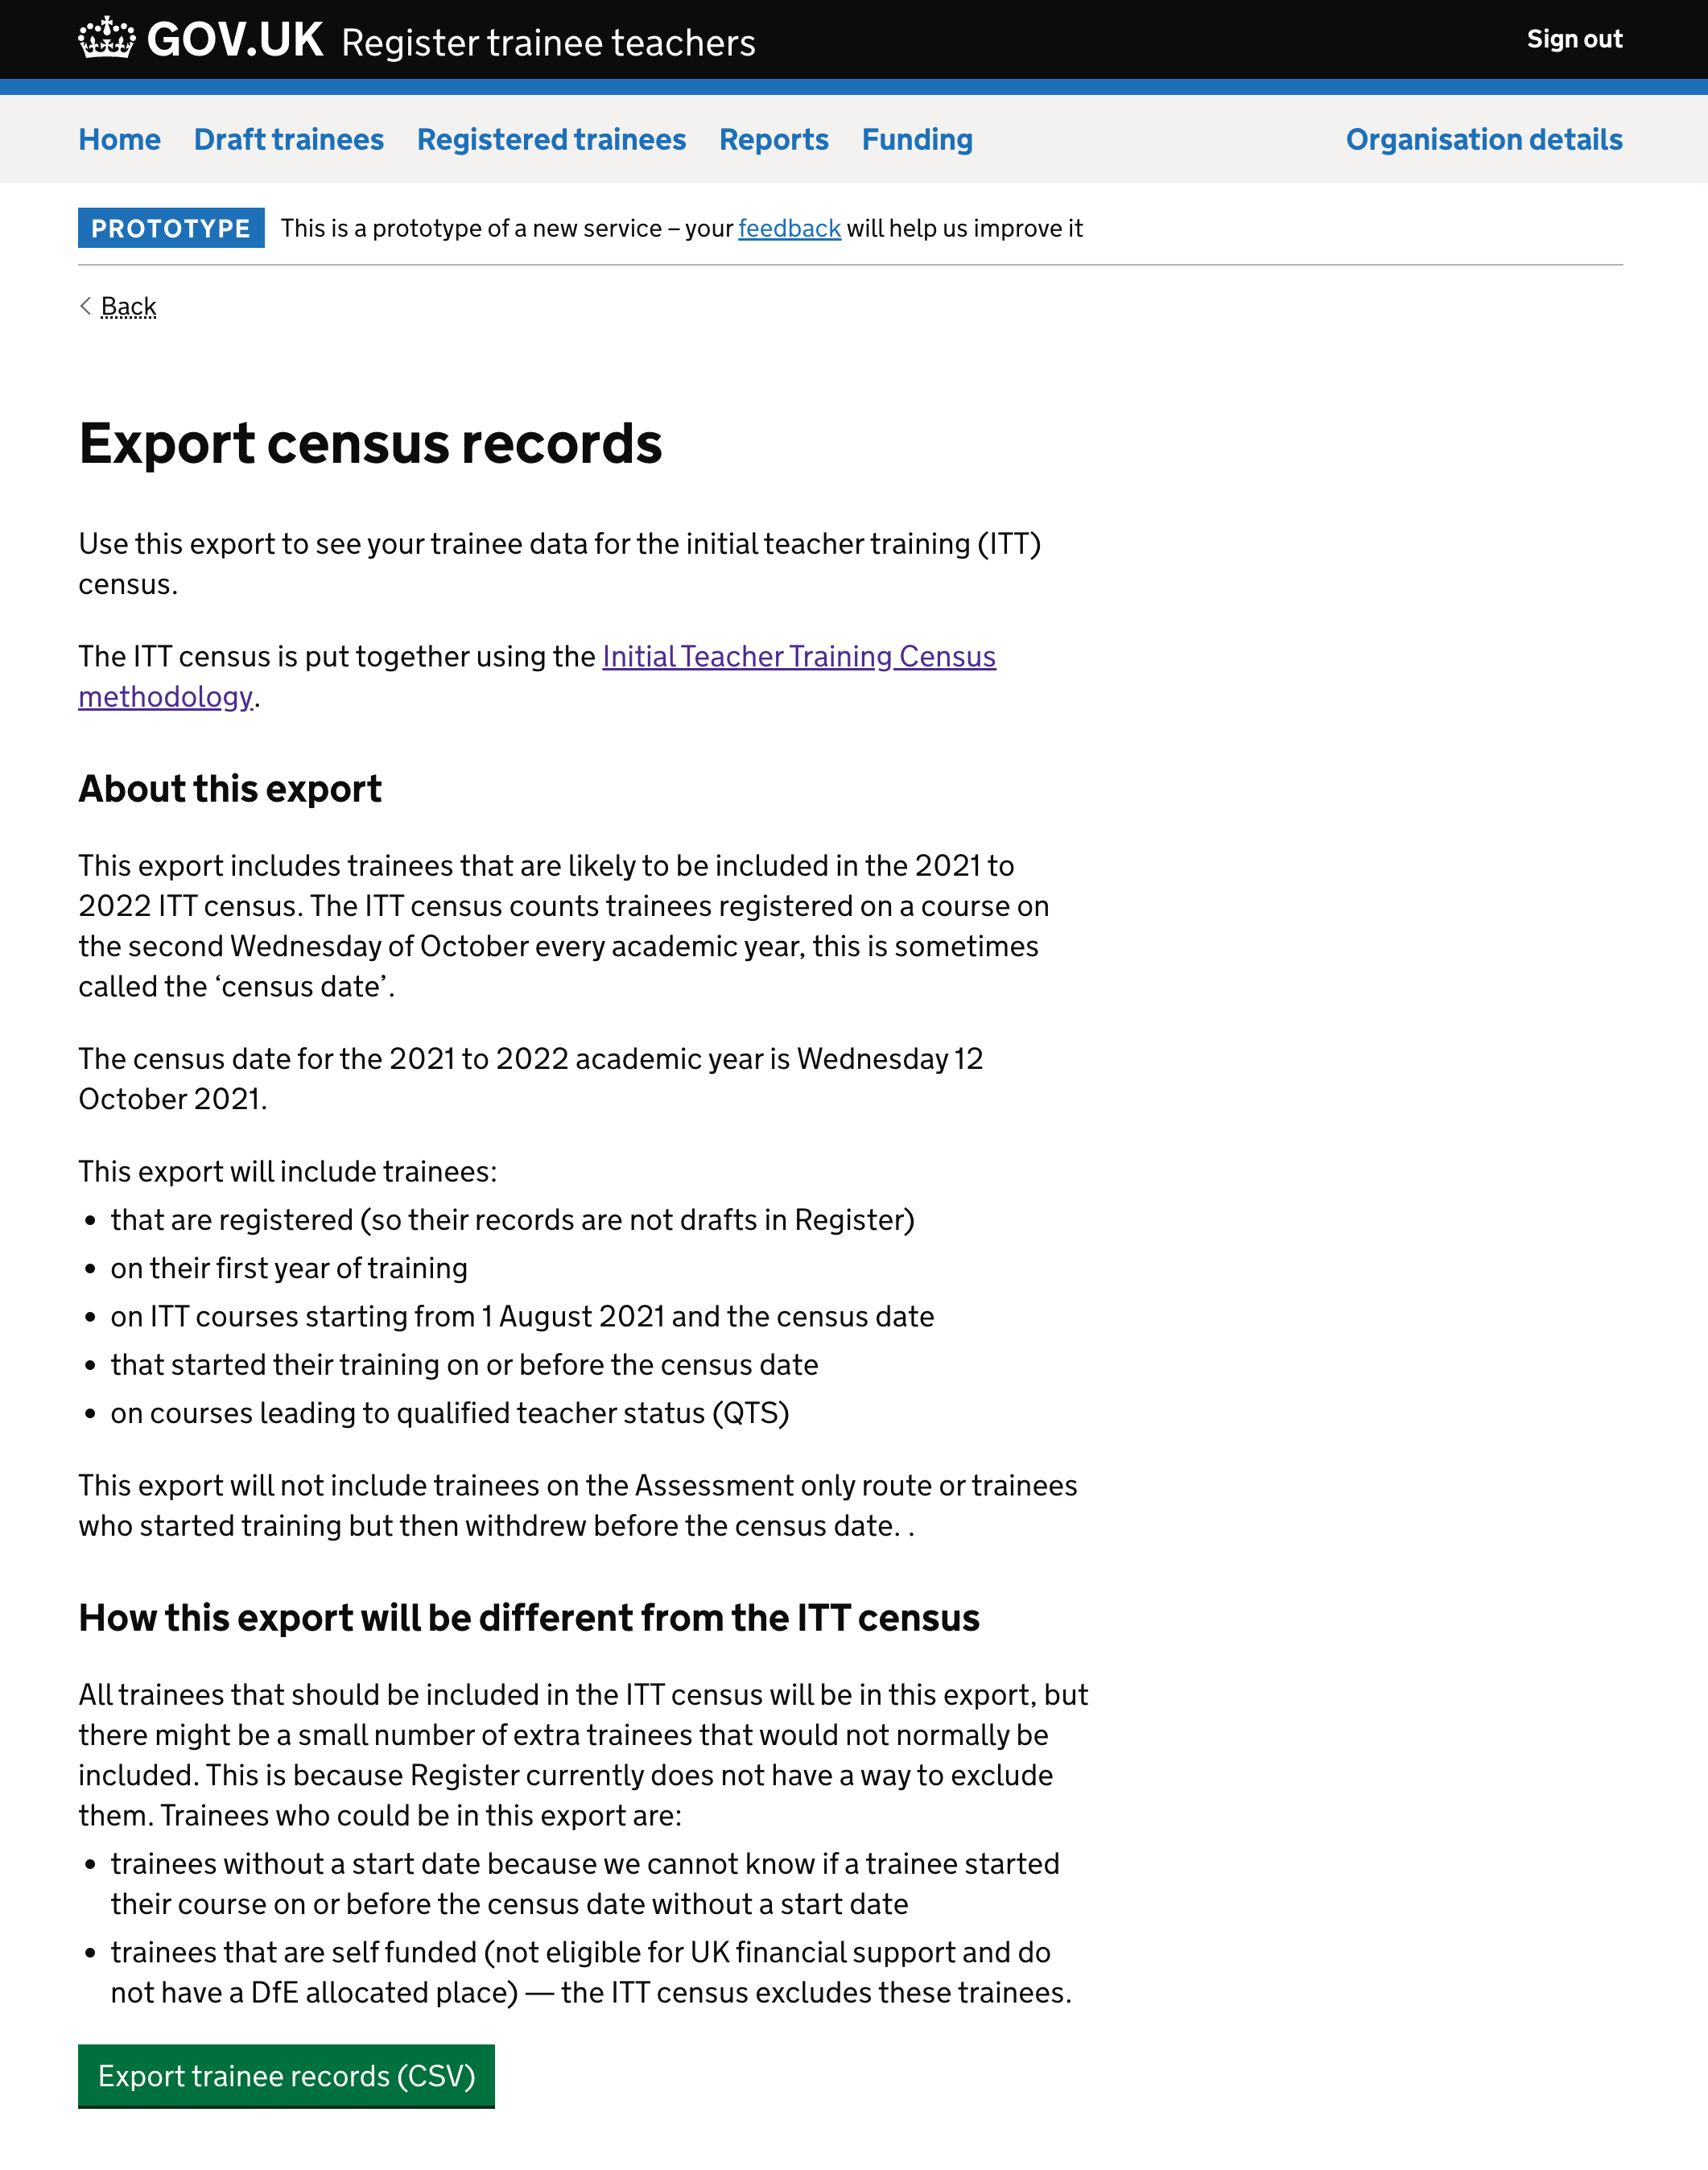 GOV.UK Register trainee teachers Sign out
Home Draft trainees Registered trainees Reports Funding Organisation details
PROTOTYPE This is a prototype of a new service – your feedback will help us improve it
Back
Export census records
Use this export to see your trainee data for the initial teacher training (ITT)
census.
The ITT census is put together using the Initial Teacher Training Census
methodology.
About this export
This export includes trainees that are likely to be included in the 2021 to
2022 ITT census. The ITT census counts trainees registered on a course on
the second Wednesday of October every academic year, this is sometimes
called the ‘census date’.
The census date for the 2021 to 2022 academic year is Wednesday 12
October 2021.
This export will include trainees:
• that are registered (so their records are not drafts in Register)
• on their first year of training
• on ITT courses starting from 1 August 2021 and the census date
• that started their training on or before the census date
• on courses leading to qualified teacher status (QTS)
This export will not include trainees on the Assessment only route or trainees
who started training but then withdrew before the census date. .
How this export will be different from the ITT census
All trainees that should be included in the ITT census will be in this export, but
there might be a small number of extra trainees that would not normally be
included. This is because Register currently does not have a way to exclude
them. Trainees who could be in this export are:
• trainees without a start date because we cannot know if a trainee started
their course on or before the census date without a start date
• trainees that are self funded (not eligible for UK financial support and do
not have a DfE allocated place) — the ITT census excludes these trainees.
Export trainee records (CSV)